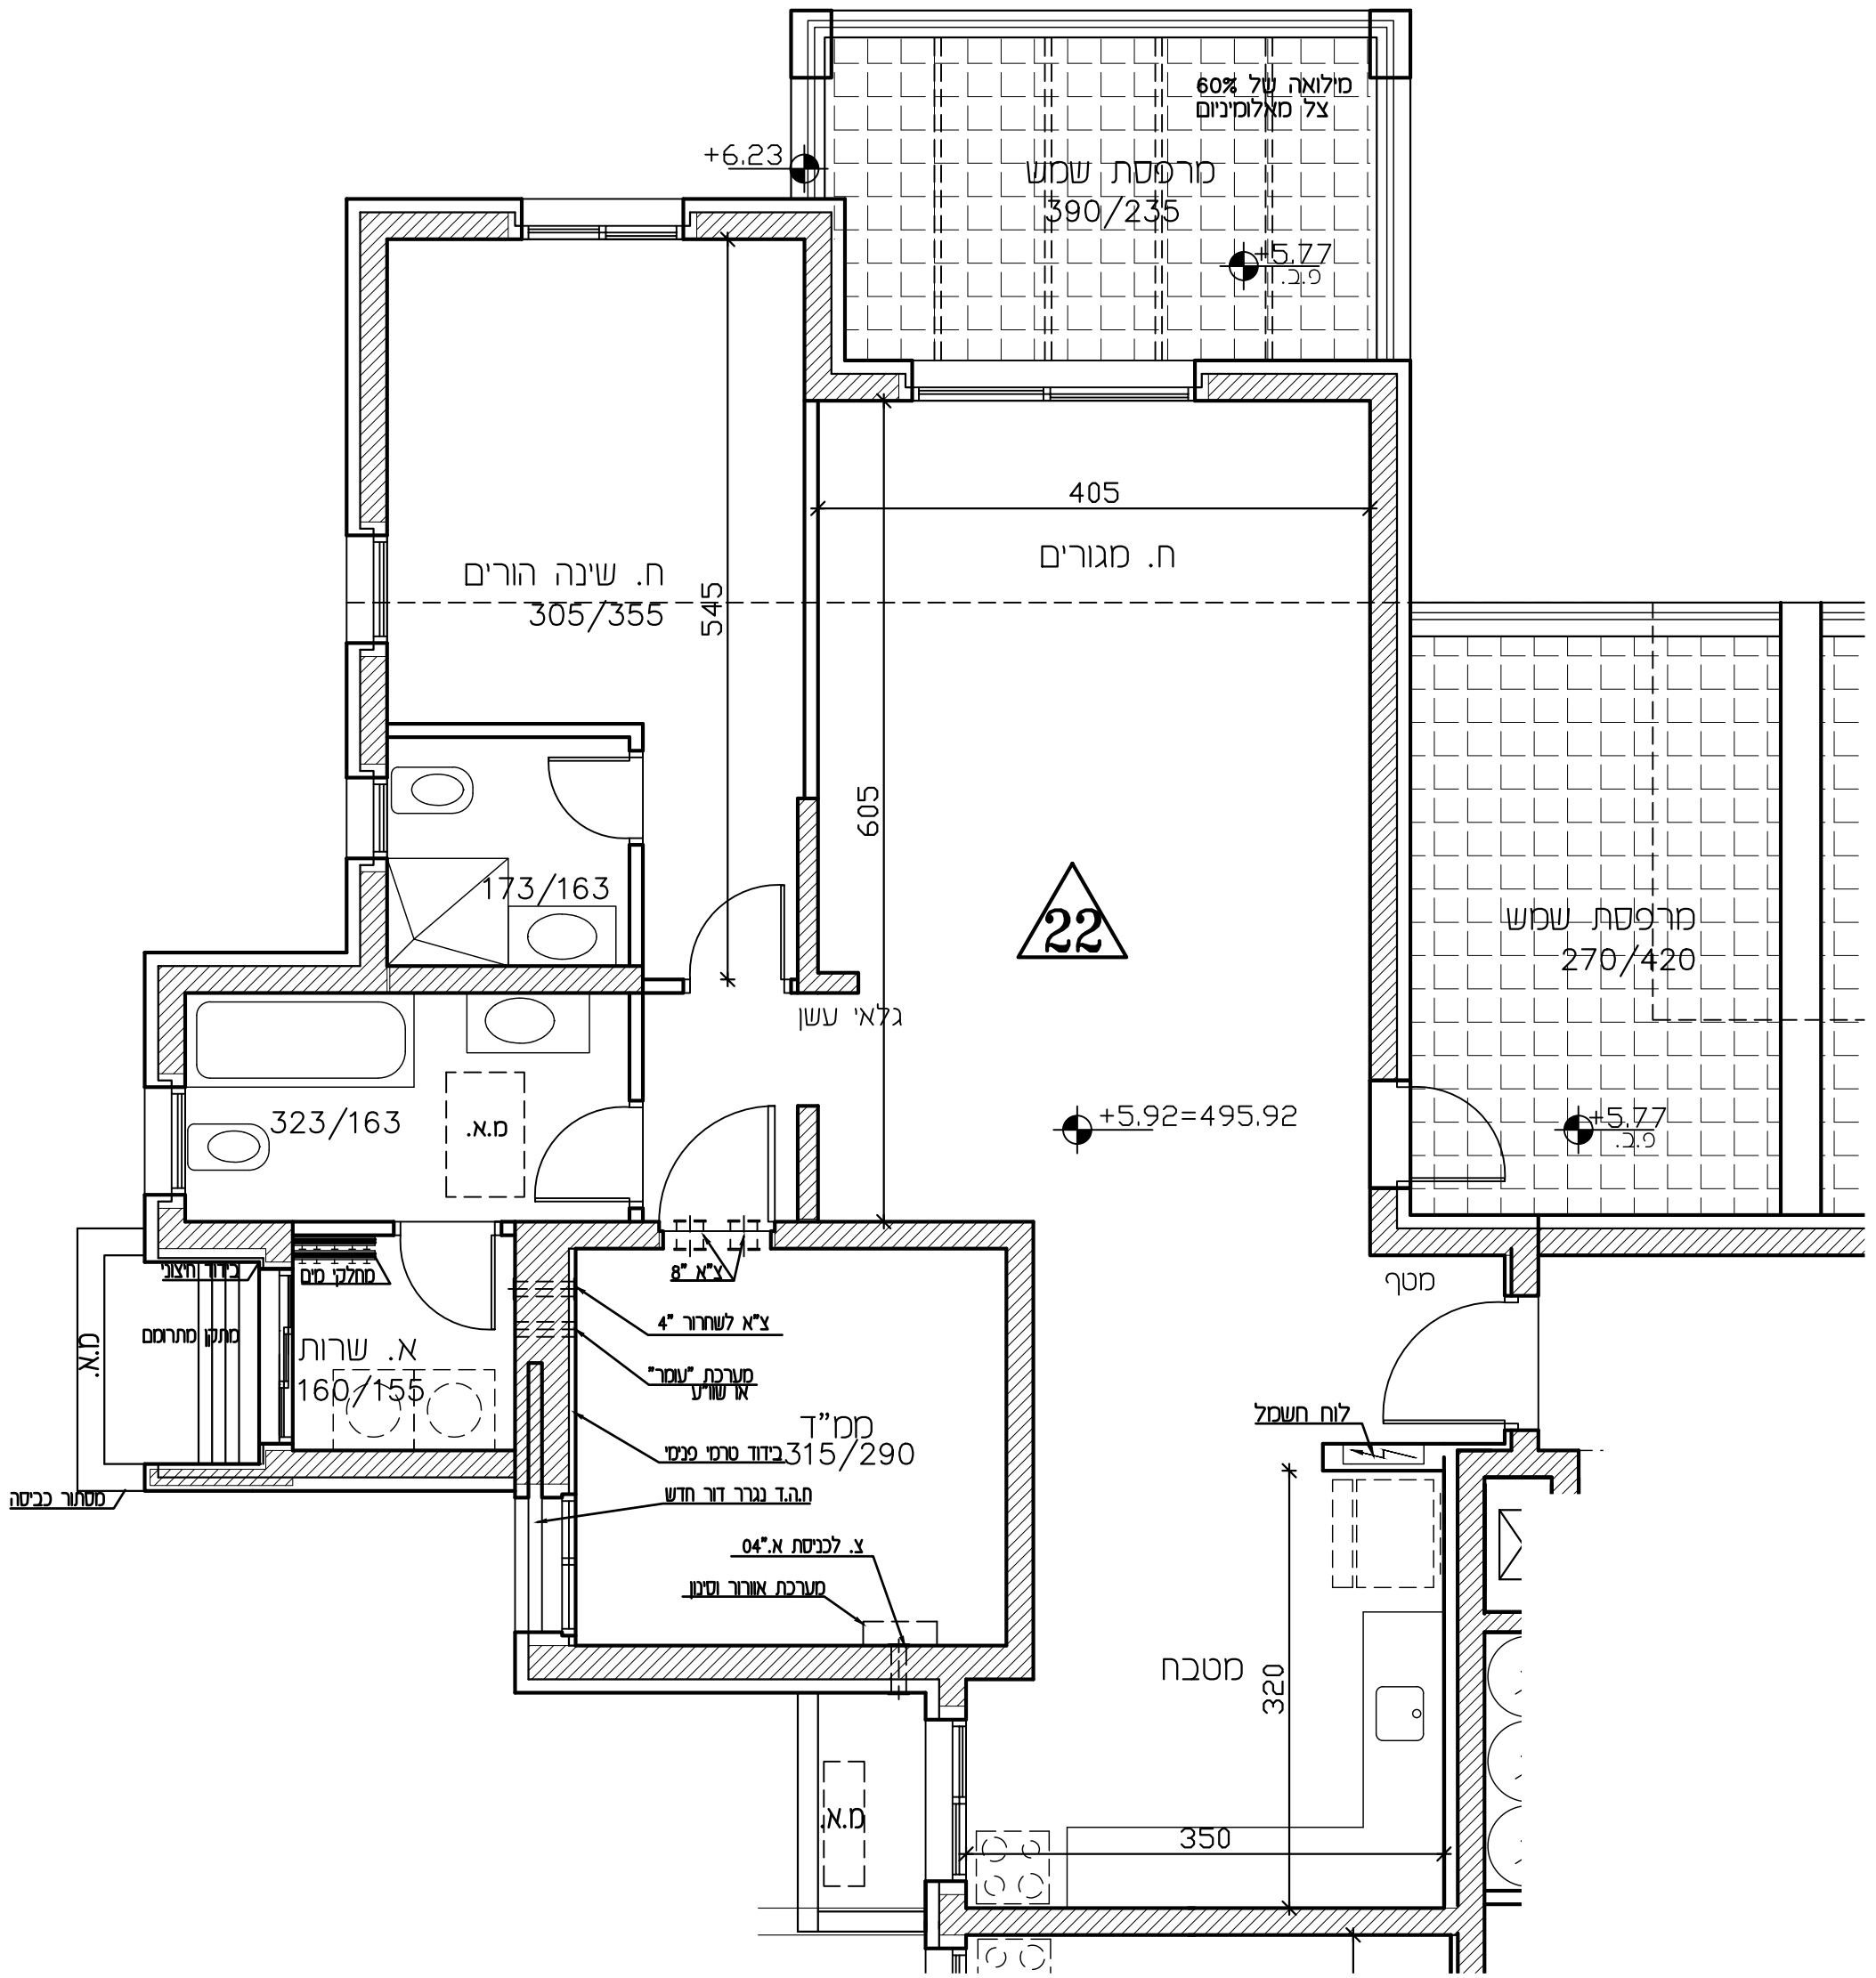 מילואה של 60%
צל מאלומיניום
+6.23
מרפסת שמש
390/235
+5.77
פ.ב.
405
ח. מגורים
ח. שינה הורים
305/355
545
605
173/163
22
מרפסת שמש
270/420
גלאי עשן
+5.92=495.92
+5.77
פ.ב.
323/163
מ.א.
צ"א 8"
מטף
בידוד חיצוני
מחלקי מים
צ"א לשחרור 4"
מתקן מתרומם
מ.א.
א. שרות
160/155
מערכת "עומר"
או שוו"ע
לוח חשמל
ממ"ד
315/290
בידוד טרמי פנימי
ח.ה.ד נגרר דור חדש
מסתור כביסה
צ. לכניסת א."04
מערכת אוורור וסינון
מטבח
320
מ.א.
350